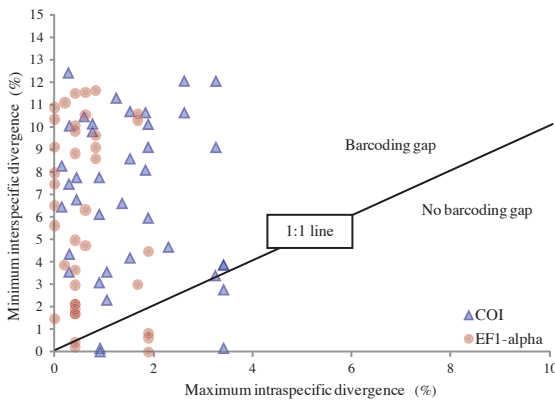 15
14
13
12
11
10
9
8
7
6
5
4
3
2
1
0
Minimum interspecific divergence (%)
Barcoding gap
No barcoding gap
1:1 line
COI
EF1-alpha
0 2 4 6 8 10
Maximum intraspecific divergence (%)